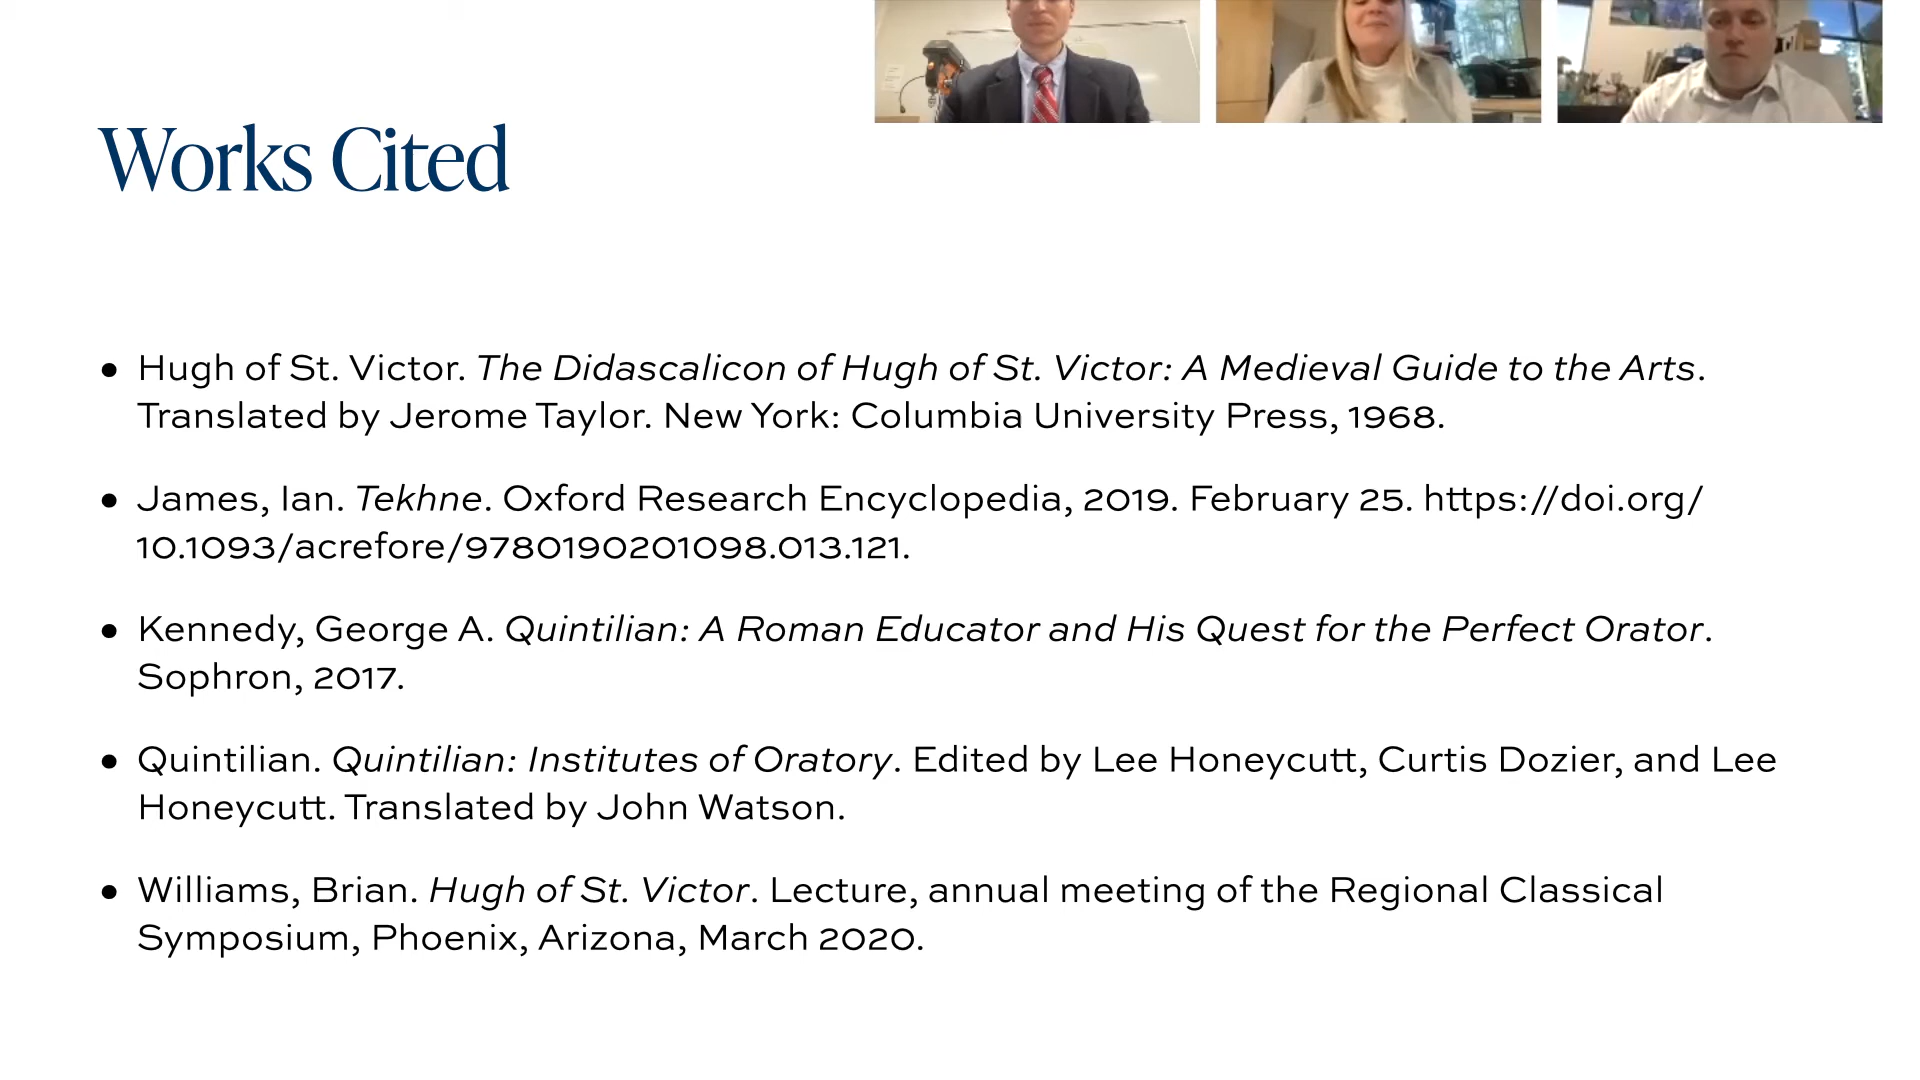 Works Cited
• Hugh of St. Victor. The Didascalicon of Hugh of St. Victor: A Medieval Guide to the Arts.
Translated by Jerome Taylor. New York: Columbia University Press, 1968.
• James, Ian. Tekhne. Oxford Research Encyclopedia, 2019. February 25. https://doi.org/
10.1093/acrefore/9780190201098.013.121.
• Kennedy, George A. Quintilian: A Roman Educator and His Quest for the Perfect Orator.
Sophron, 2017.
• Quintilian. Quintilian: Institutes of Oratory. Edited by Lee Honeycutt, Curtis Dozier, and Lee
Honeycutt. Translated by John Watson.
• Williams, Brian. Hugh of St. Victor. Lecture, annual meeting of the Regional Classical
Symposium, Phoenix, Arizona, March 2020.